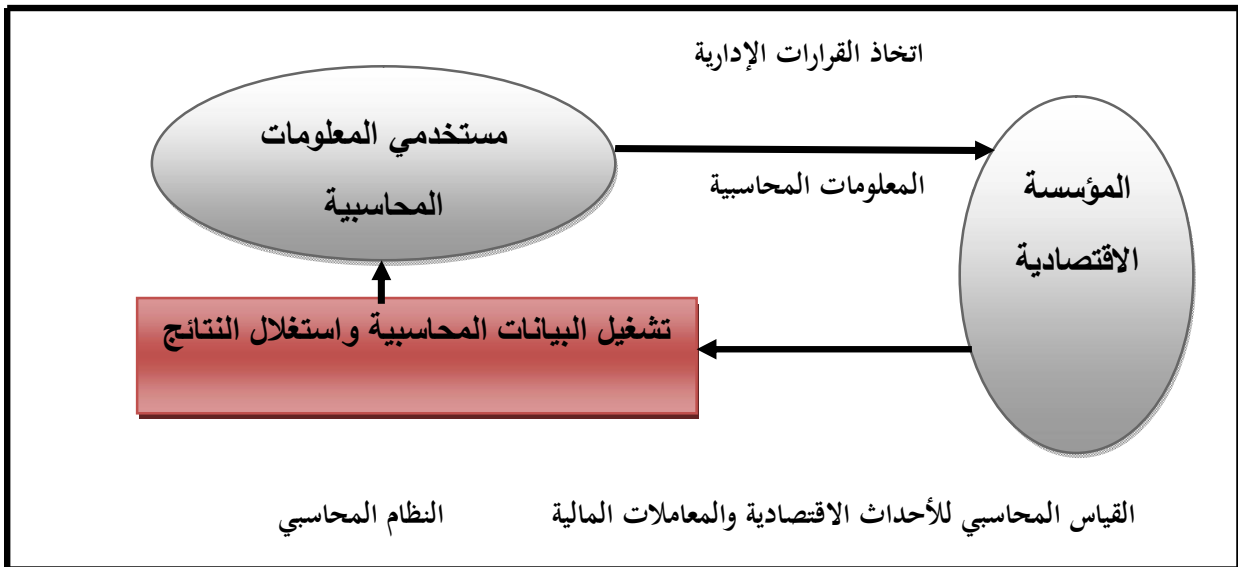 اتخاذ القرارات الإدارية
مستخدمي المعلومات
المحاسبية
المعلومات المحاسبية
المؤسسة
الاقتصادية
تشغيل البيانات المحاسبية واستغلال النتائج
القياس المحاسبي للأحداث الاقتصادية والمعاملات المالية
النظام المحاسبي